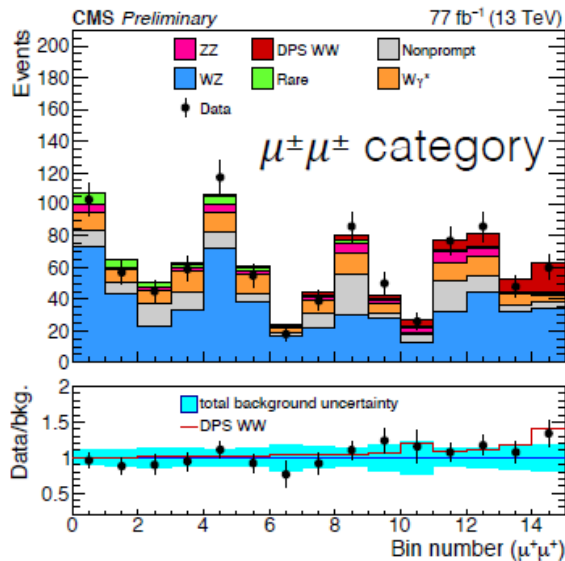 CMS Preliminary 77 fb⁻¹ (13 TeV)
Events
200
180
160
140
120
100
80
60
40
20
0
ZZ DPS WW Nonprompt
WZ Rare Wγ*
Data
μ±μ± category
Data/bkg.
2
1.5
1
0.5
total background uncertainty
DPS WW
0 2 4 6 8 10 12 14
Bin number (μ⁺μ⁺)